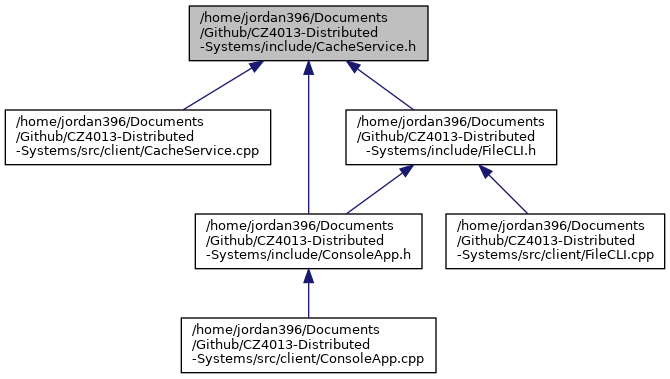 /home/jordan396/Documents
/Github/CZ4013-Distributed
-Systems/include/CacheService.h
/home/jordan396/Documents
/Github/CZ4013-Distributed
-Systems/src/client/CacheService.cpp
/home/jordan396/Documents
/Github/CZ4013-Distributed
-Systems/include/FileCLI.h
/home/jordan396/Documents
/Github/CZ4013-Distributed
-Systems/include/ConsoleApp.h
/home/jordan396/Documents
/Github/CZ4013-Distributed
-Systems/src/client/FileCLI.cpp
/home/jordan396/Documents
/Github/CZ4013-Distributed
-Systems/src/client/ConsoleApp.cpp